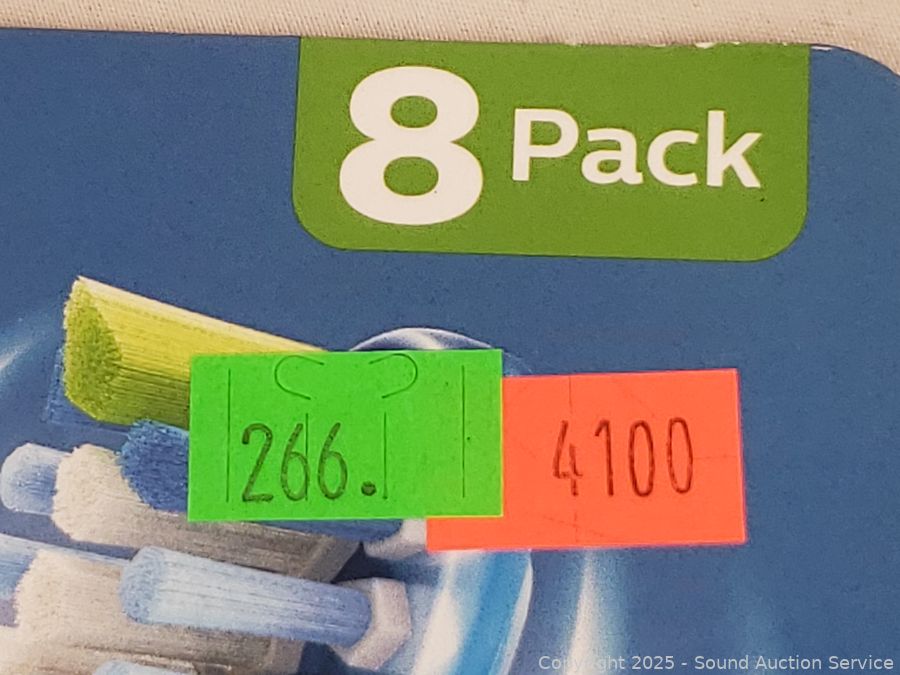 8 Pack
266.
4100
Copyright 2025 - Sound Auction Service